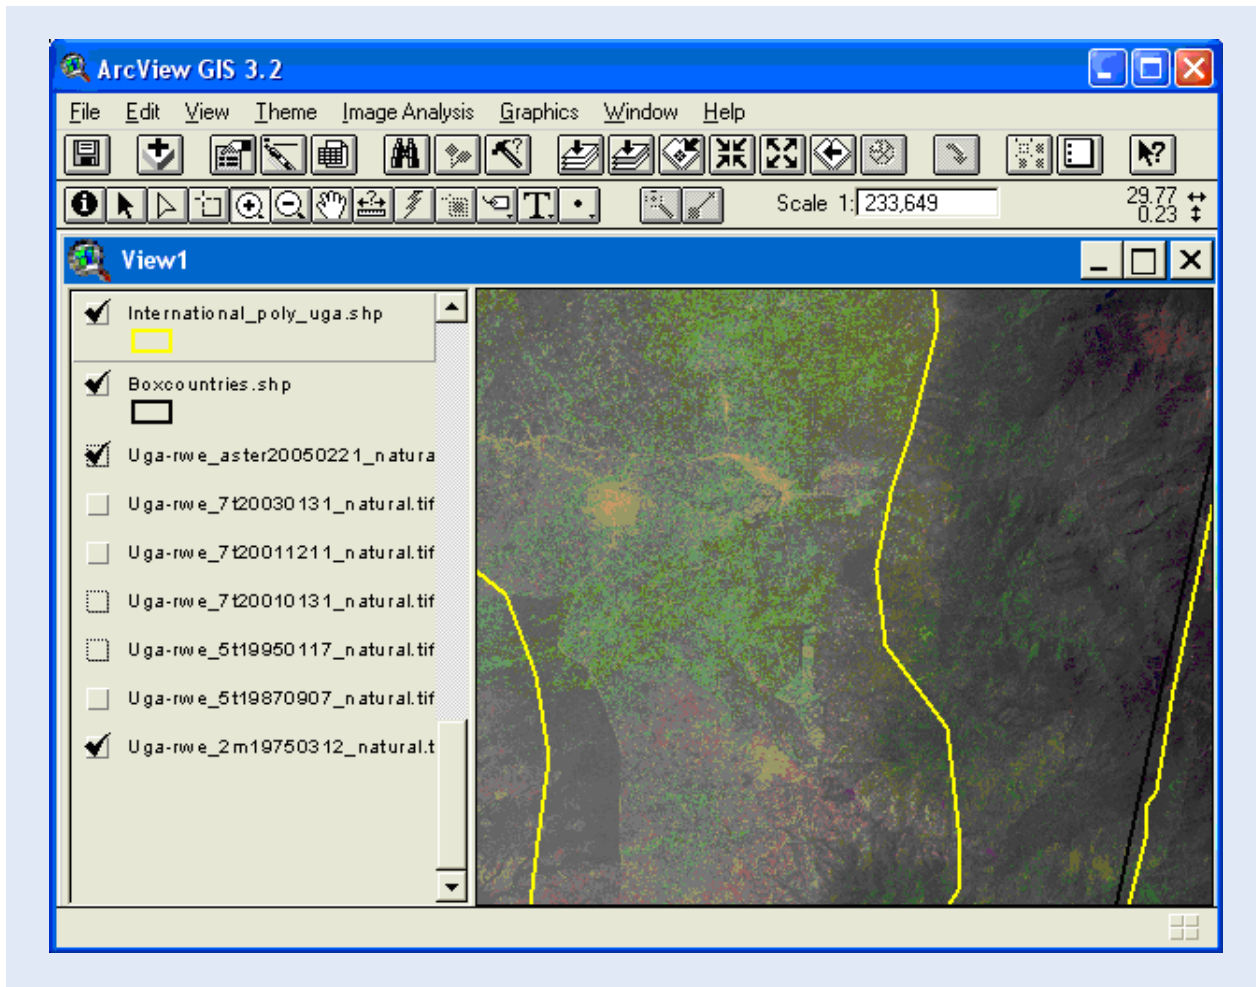 ArcView GIS 3.2
File Edit View Theme Image Analysis Graphics Window Help
Scale 1: 233,649
29.77
0.23
View1
International_poly_uga.shp
Boxcountries.shp
Uga-rwe_aster20050221_natura
Uga-rwe_7t20030131_natural.tif
Uga-rwe_7t20011211_natural.tif
Uga-rwe_7t20010131_natural.tif
Uga-rwe_5t19950117_natural.tif
Uga-rwe_5t19870907_natural.tif
Uga-rwe_2m19750312_natural.t